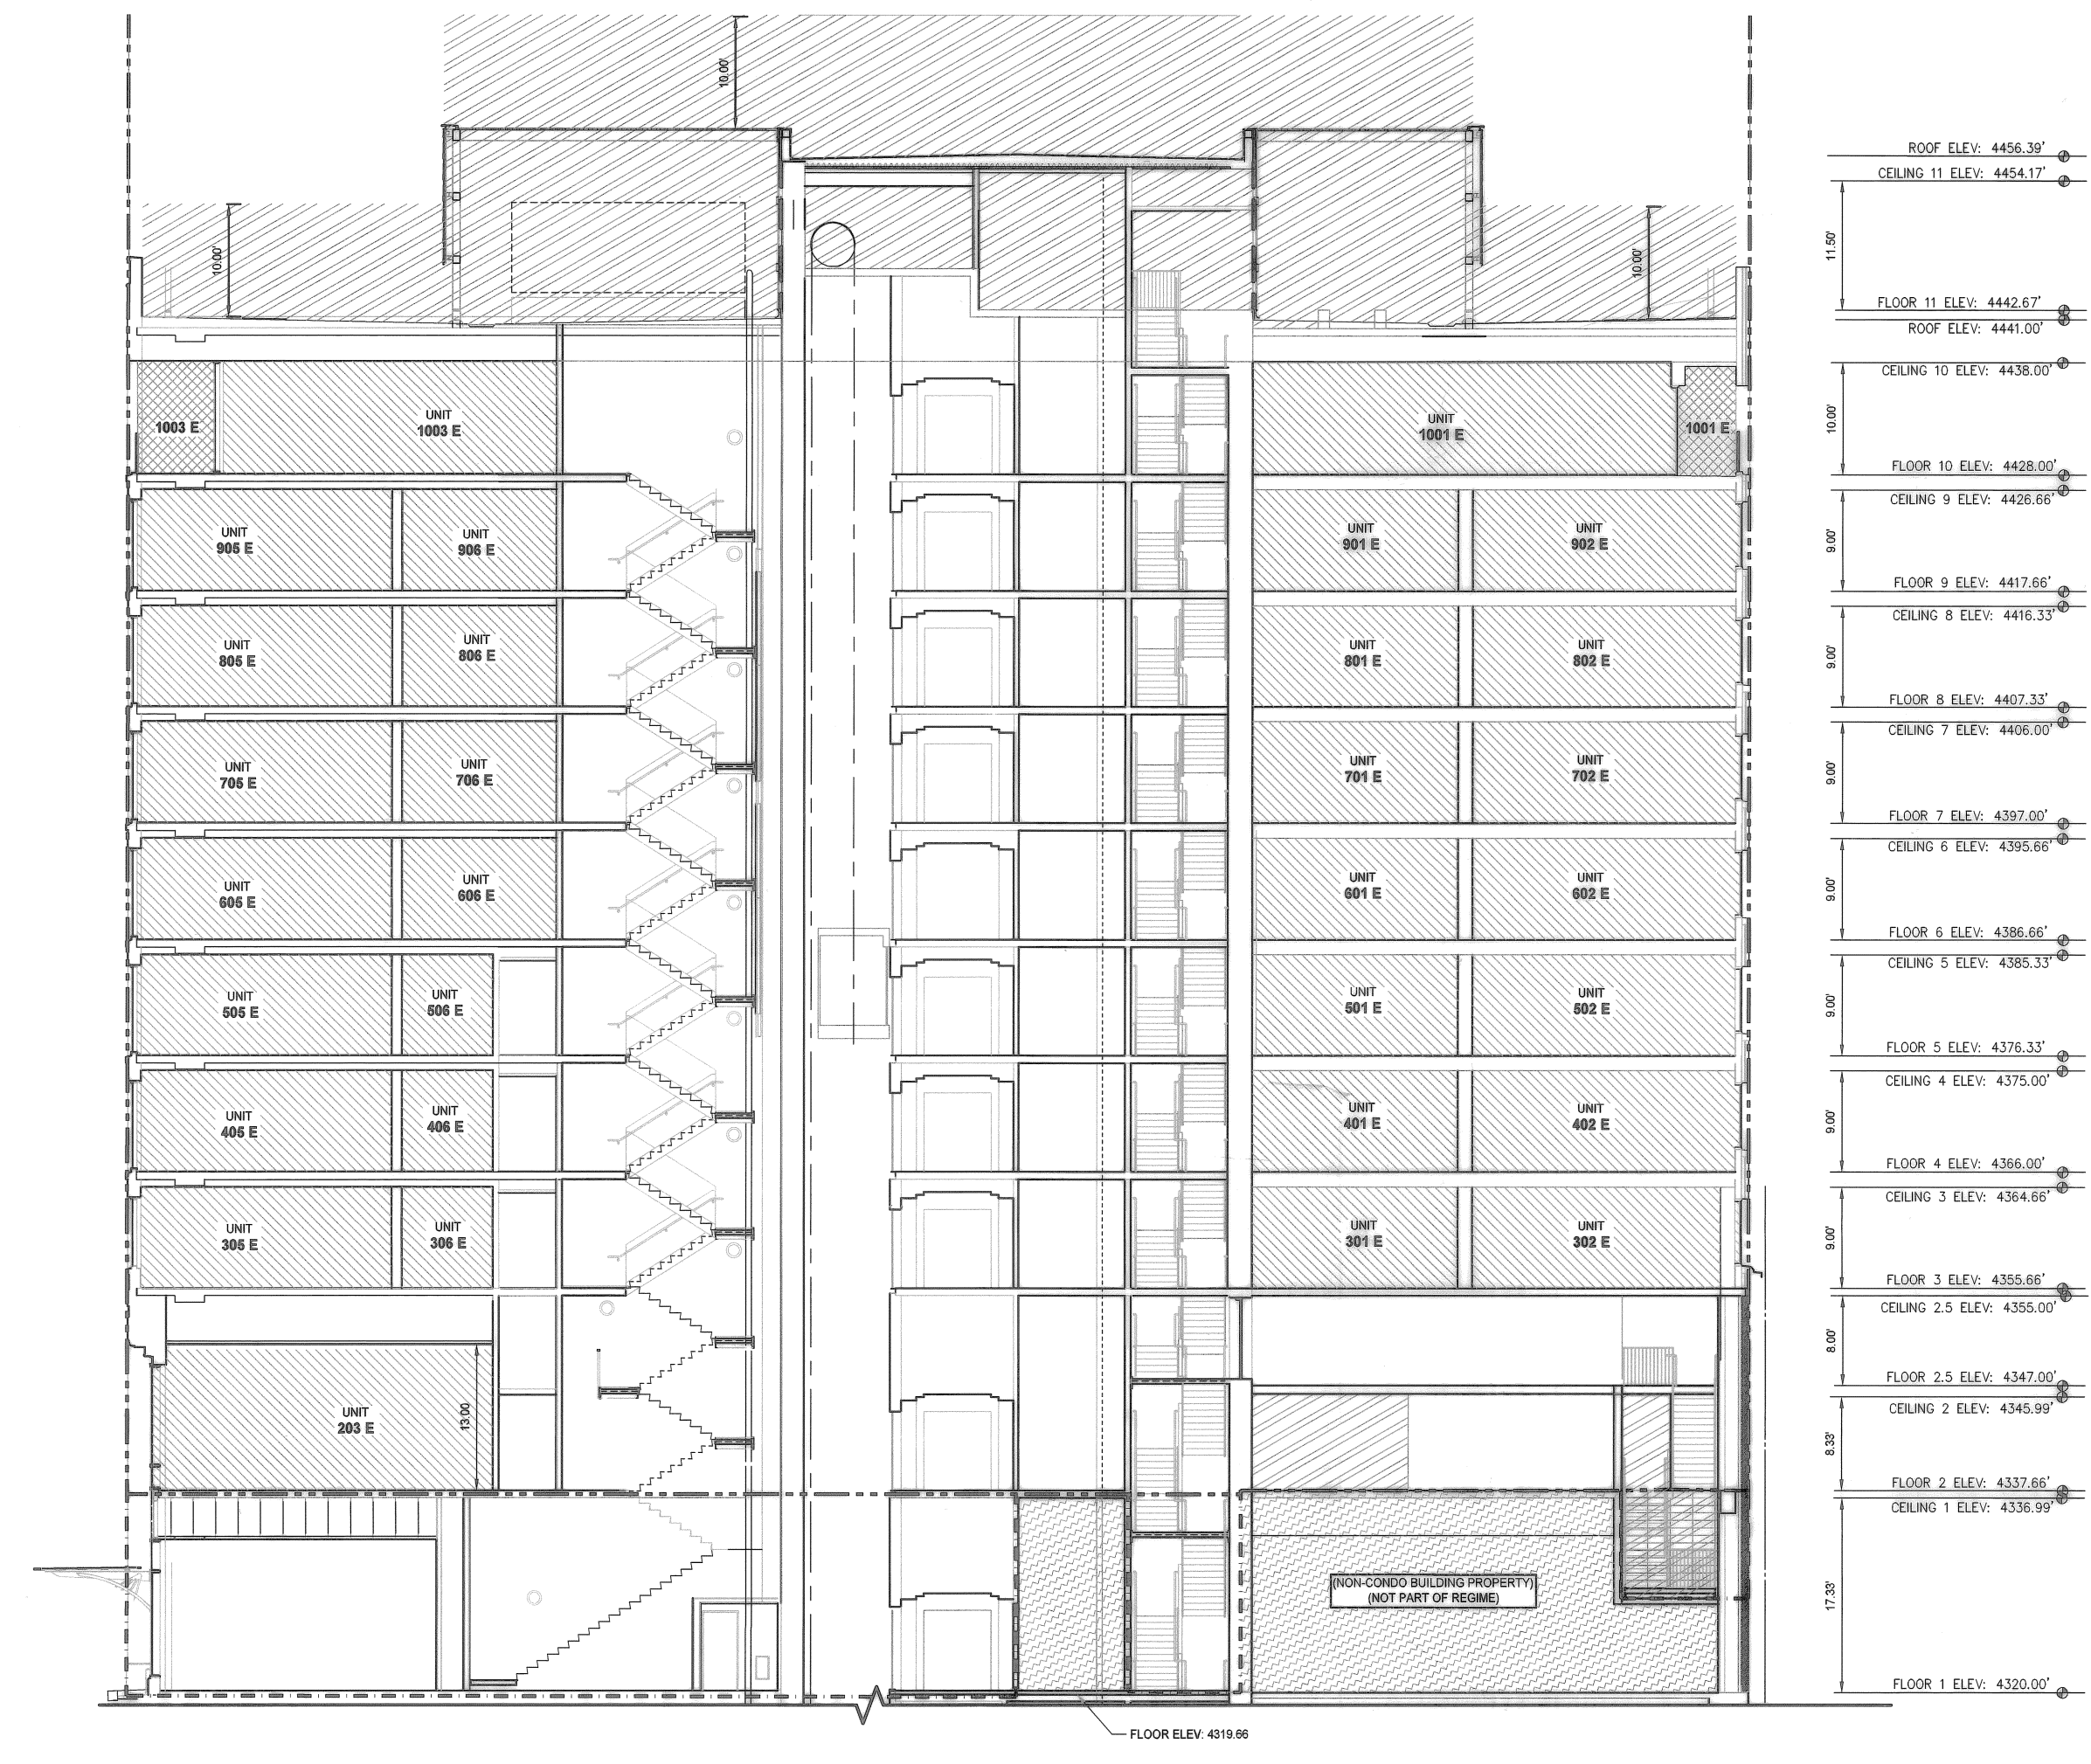 10.00'
ROOF ELEV: 4456.39'
CEILING 11 ELEV: 4454.17'
10.00'
10.00'
11.50'
FLOOR 11 ELEV: 4442.67'
ROOF ELEV: 4441.00'
CEILING 10 ELEV: 4438.00'
1003 E
UNIT
1003 E
UNIT
1001 E
1001 E
10.00'
FLOOR 10 ELEV: 4428.00'
CEILING 9 ELEV: 4426.66'
UNIT
905 E
UNIT
906 E
UNIT
901 E
UNIT
902 E
9.00'
FLOOR 9 ELEV: 4417.66'
CEILING 8 ELEV: 4416.33'
UNIT
805 E
UNIT
806 E
UNIT
801 E
UNIT
802 E
9.00'
FLOOR 8 ELEV: 4407.33'
CEILING 7 ELEV: 4406.00'
UNIT
705 E
UNIT
706 E
UNIT
701 E
UNIT
702 E
9.00'
FLOOR 7 ELEV: 4397.00'
CEILING 6 ELEV: 4395.66'
UNIT
605 E
UNIT
606 E
UNIT
601 E
UNIT
602 E
9.00'
FLOOR 6 ELEV: 4386.66'
CEILING 5 ELEV: 4385.33'
UNIT
505 E
UNIT
506 E
UNIT
501 E
UNIT
502 E
9.00'
FLOOR 5 ELEV: 4376.33'
CEILING 4 ELEV: 4375.00'
UNIT
405 E
UNIT
406 E
UNIT
401 E
UNIT
402 E
9.00'
FLOOR 4 ELEV: 4366.00'
CEILING 3 ELEV: 4364.66'
UNIT
305 E
UNIT
306 E
UNIT
301 E
UNIT
302 E
9.00'
FLOOR 3 ELEV: 4355.66'
CEILING 2.5 ELEV: 4355.00'
8.00'
FLOOR 2.5 ELEV: 4347.00'
CEILING 2 ELEV: 4345.99'
UNIT
203 E
13.00
8.33'
FLOOR 2 ELEV: 4337.66'
CEILING 1 ELEV: 4336.99'
(NON-CONDO BUILDING PROPERTY)
(NOT PART OF REGIME)
17.33'
FLOOR 1 ELEV: 4320.00'
FLOOR ELEV: 4319.66